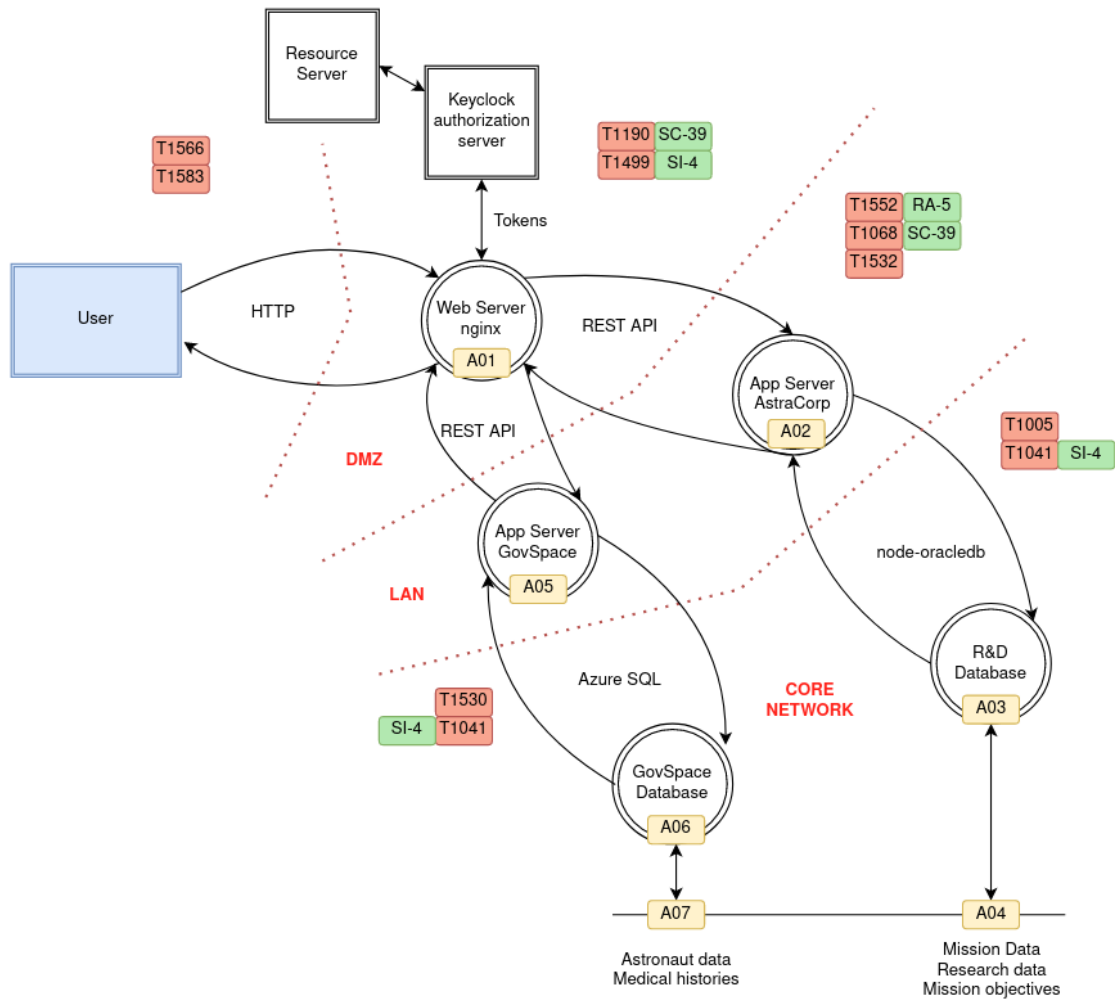 Resource
Server
Keyclock
authorization
server
T1566
T1583
T1190 SC-39
T1499 SI-4
T1552 RA-5
T1068 SC-39
T1532
Tokens
User
HTTP
Web Server
nginx
A01
REST API
App Server
AstraCorp
A02
REST API
DMZ
T1005
T1041 SI-4
App Server
GovSpace
A05
LAN
node-oracledb
R&D
Database
A03
Azure SQL
CORE
NETWORK
T1530
SI-4 T1041
GovSpace
Database
A06
A07
A04
Astronaut data
Medical histories
Mission Data
Research data
Mission objectives